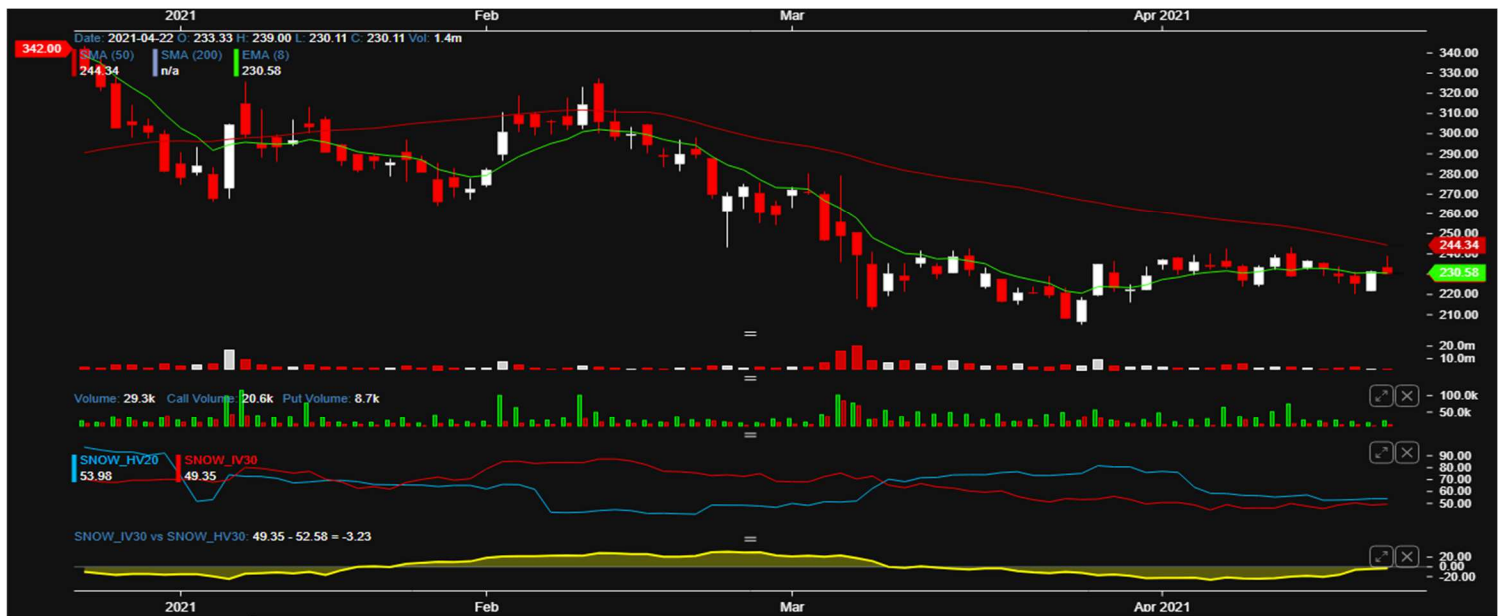 2021 Feb Mar Apr 2021
Date: 2021-04-22 O: 233.33 H: 239.00 L: 230.11 C: 230.11 Vol: 1.4m
342.00
SMA (50) SMA (200) EMA (8)
244.34 n/a 230.58
340.00
330.00
320.00
310.00
300.00
290.00
280.00
270.00
260.00
250.00
244.34
240.00
230.58
220.00
210.00
20.0m
10.0m
Volume: 29.3k Call Volume: 20.6k Put Volume: 8.7k
100.0k
50.0k
SNOW_HV20 SNOW_IV30
53.98 49.35
90.00
80.00
70.00
60.00
50.00
SNOW_IV30 vs SNOW_HV30: 49.35 - 52.58 = -3.23
20.00
0.00
-20.00
2021 Feb Mar Apr 2021